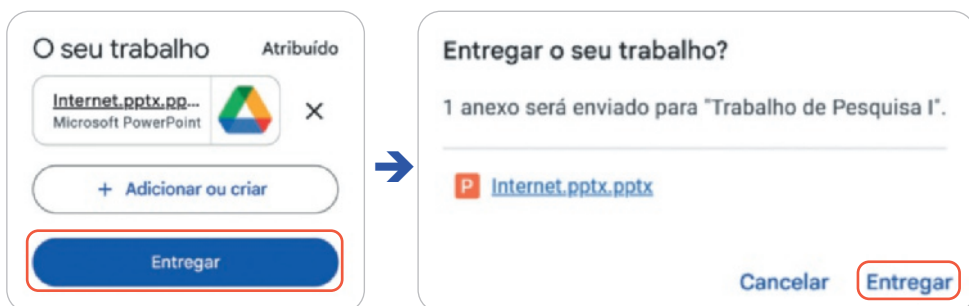 O seu trabalho Atribuído
Internet.pptx.pp...
Microsoft PowerPoint
+ Adicionar ou criar
Entregar
Entregar o seu trabalho?
1 anexo será enviado para "Trabalho de Pesquisa I".
P Internet.pptx.pptx
Cancelar Entregar